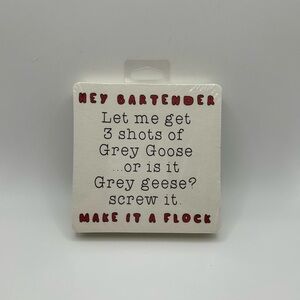 HEY BARTENDER
Let me get
3 shots of
Grey Goose
...or is it
Grey geese?
screw it.
MAKE IT A FLOCK